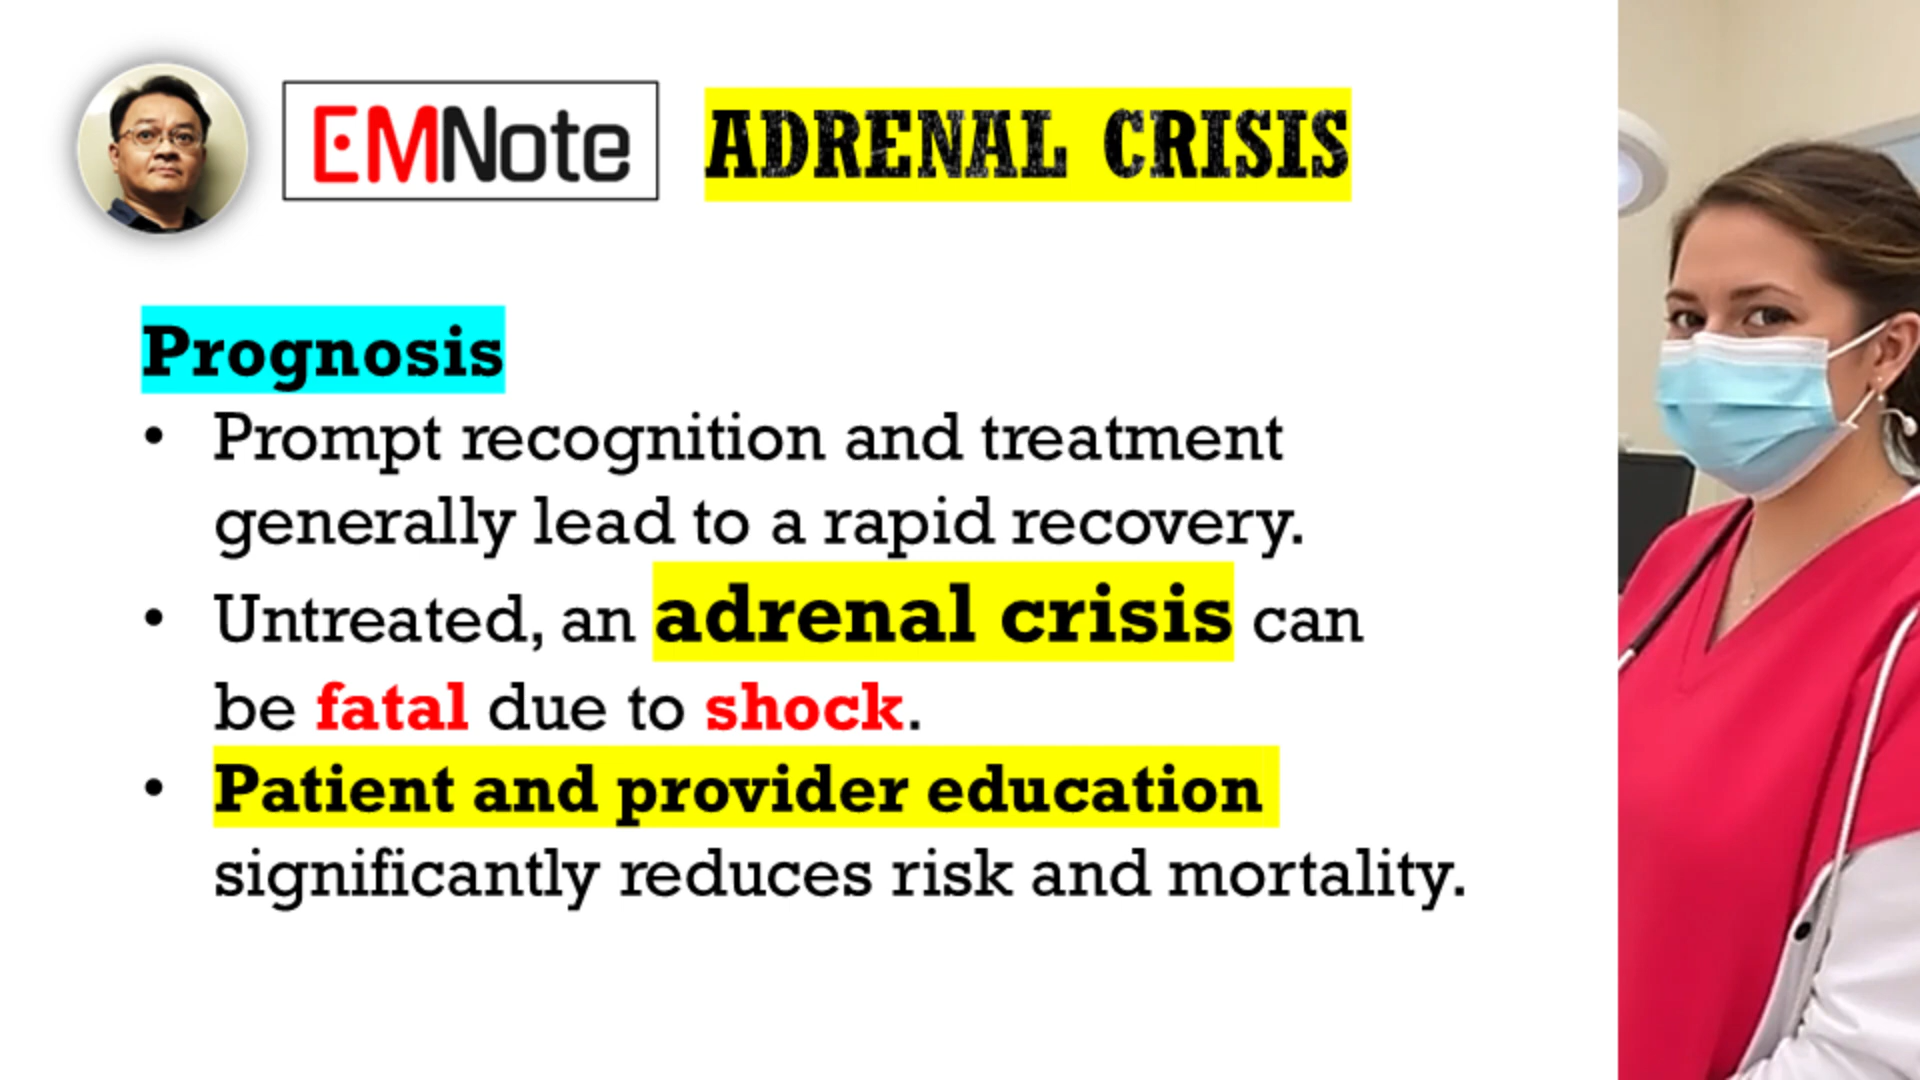 EMNote
ADRENAL CRISIS
Prognosis
• Prompt recognition and treatment
generally lead to a rapid recovery.
• Untreated, an adrenal crisis can
be fatal due to shock.
• Patient and provider education
significantly reduces risk and mortality.